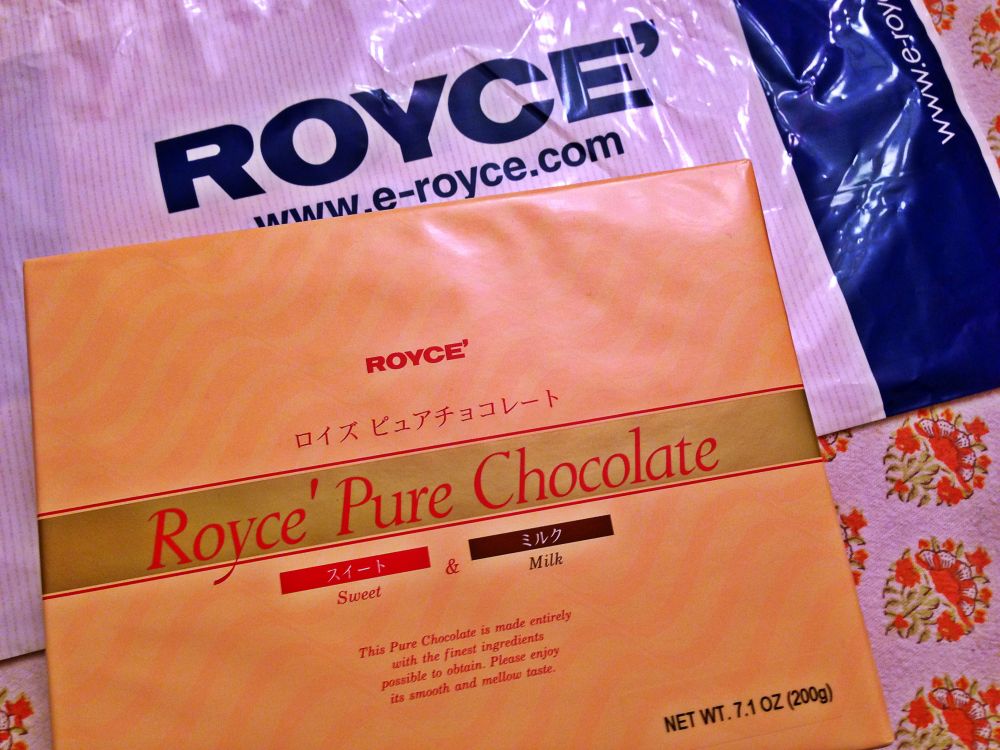 ROYCE'
www.e-royce.com
www.e-roy
ROYCE'
ロイズ ピュアチョコレート
Royce' Pure Chocolate
スイート & ミルク
Sweet Milk
This Pure Chocolate is made entirely
with the finest ingredients
possible to obtain. Please enjoy
its smooth and mellow taste.
NET WT. 7.1 OZ (200g)